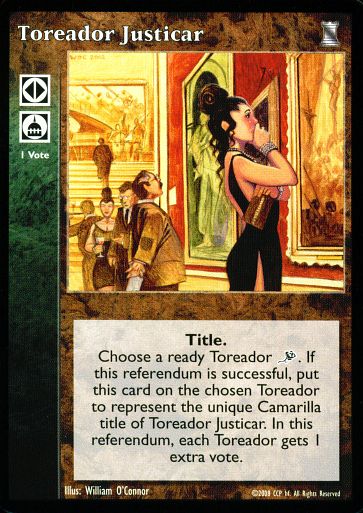 Toreador Justicar
1 Vote
Title.
Choose a ready Toreador . If
this referendum is successful, put
this card on the chosen Toreador
to represent the unique Camarilla
title of Toreador Justicar. In this
referendum, each Toreador gets 1
extra vote.
Illus: William O'Connor
©2008 CCP hf. All Rights Reserved